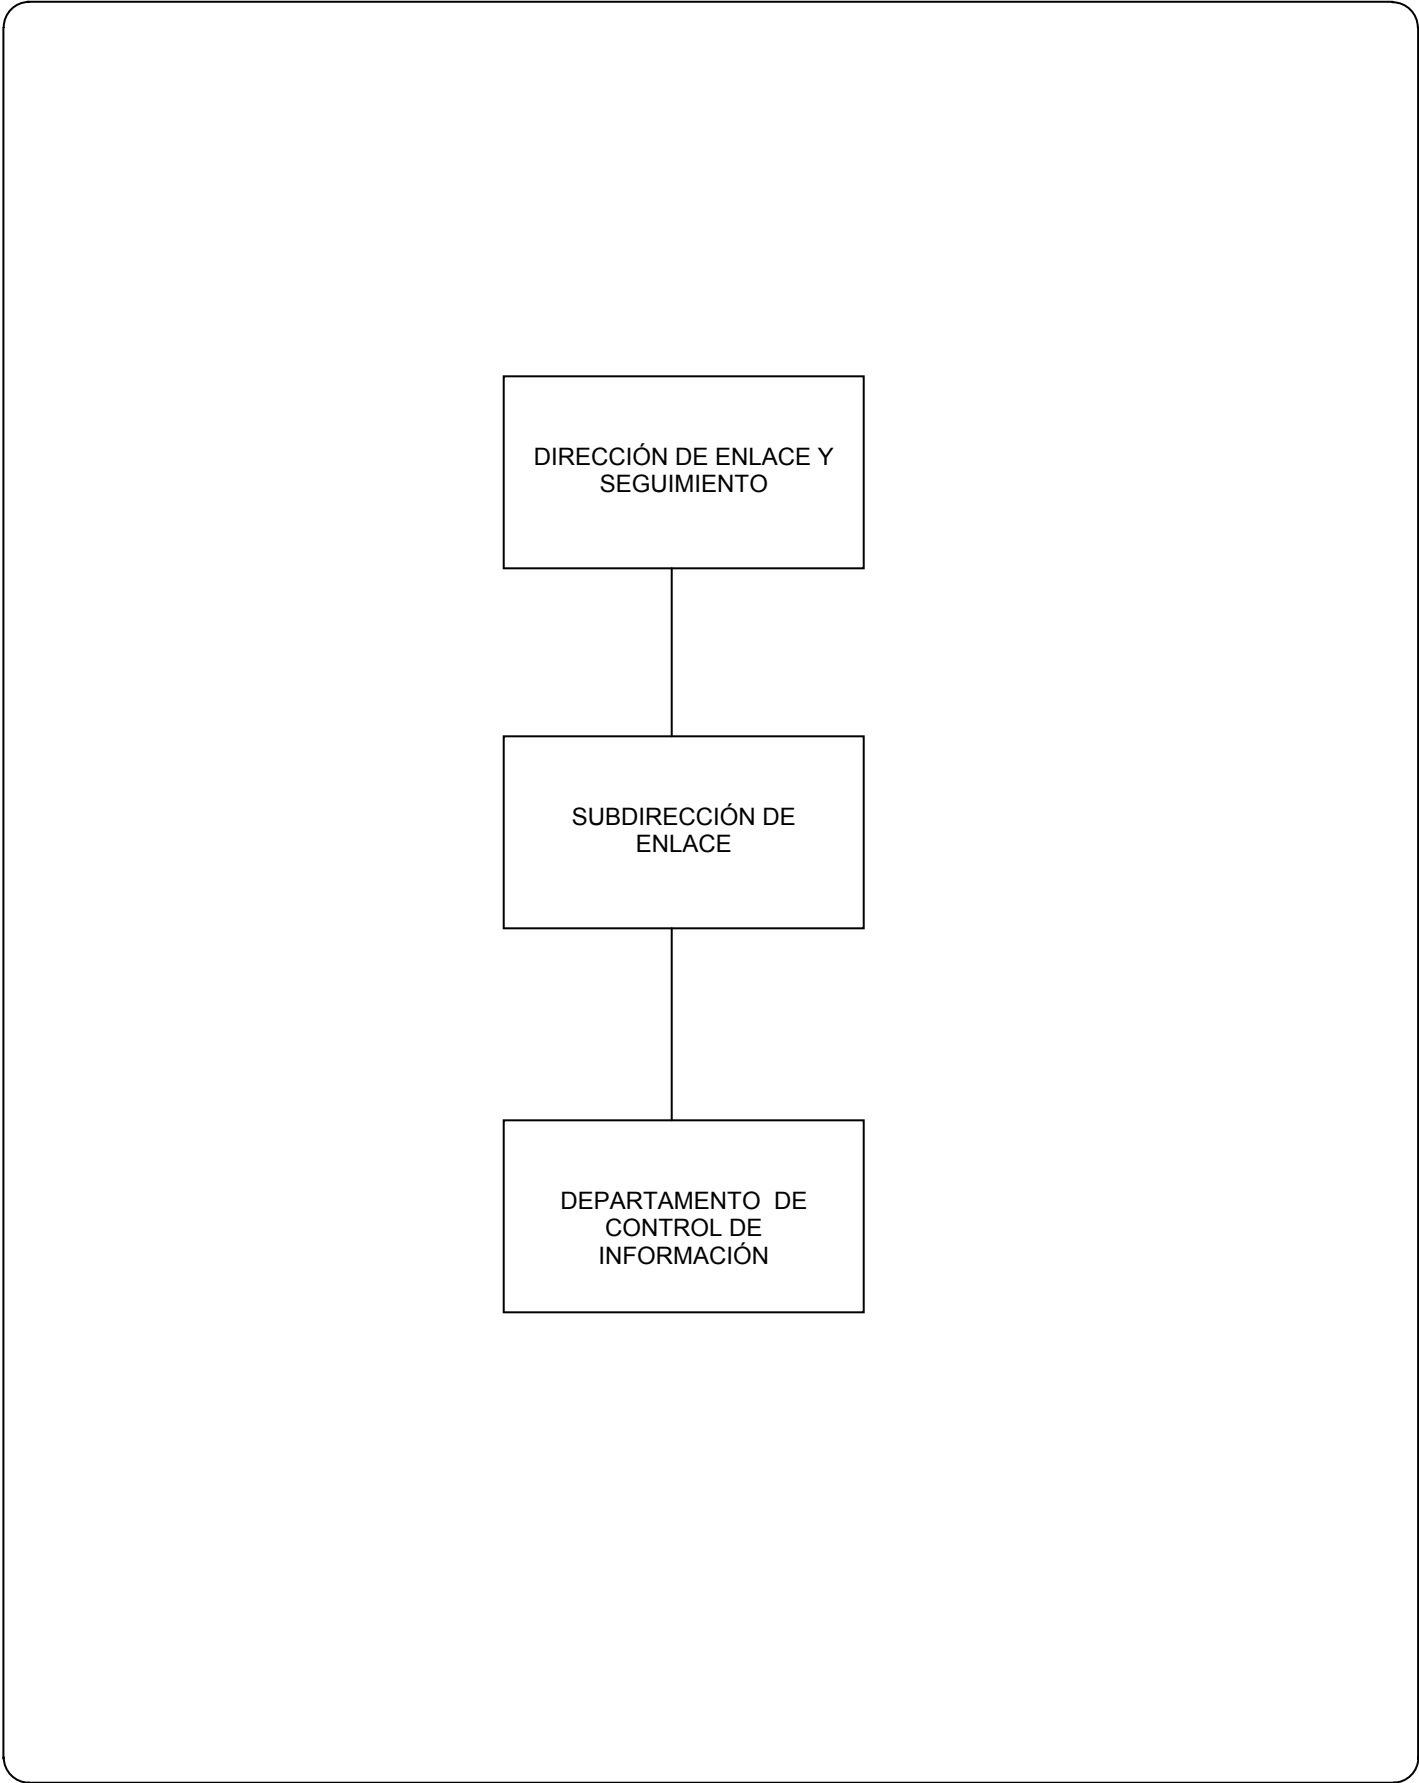 DIRECCIÓN DE ENLACE Y
SEGUIMIENTO
SUBDIRECCIÓN DE
ENLACE
DEPARTAMENTO  DE
CONTROL DE
INFORMACIÓN